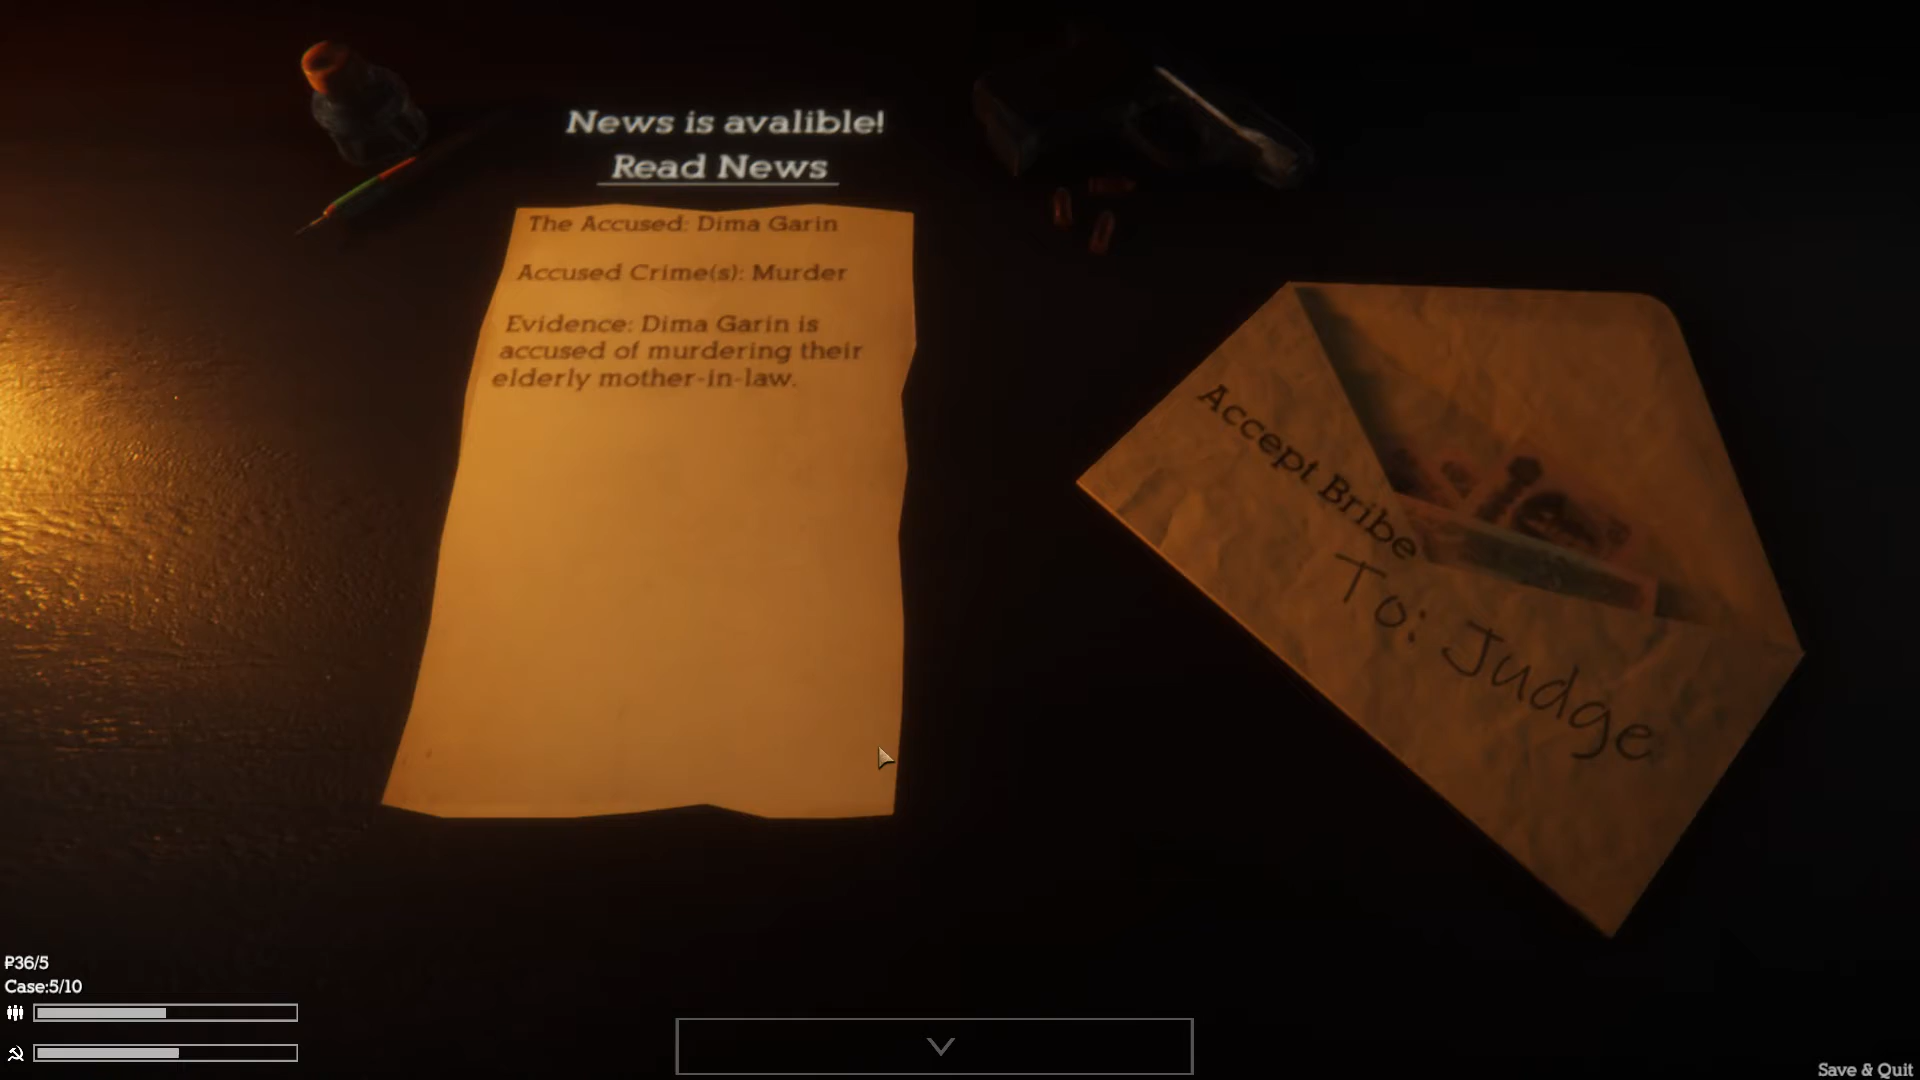 News is avalible!
Read News
The Accused: Dima Garin
Accused Crime(s): Murder
Evidence: Dima Garin is
accused of murdering their
elderly mother-in-law.
Accept Bribe
To: Judge
₽36/5
Case:5/10
Save & Quit